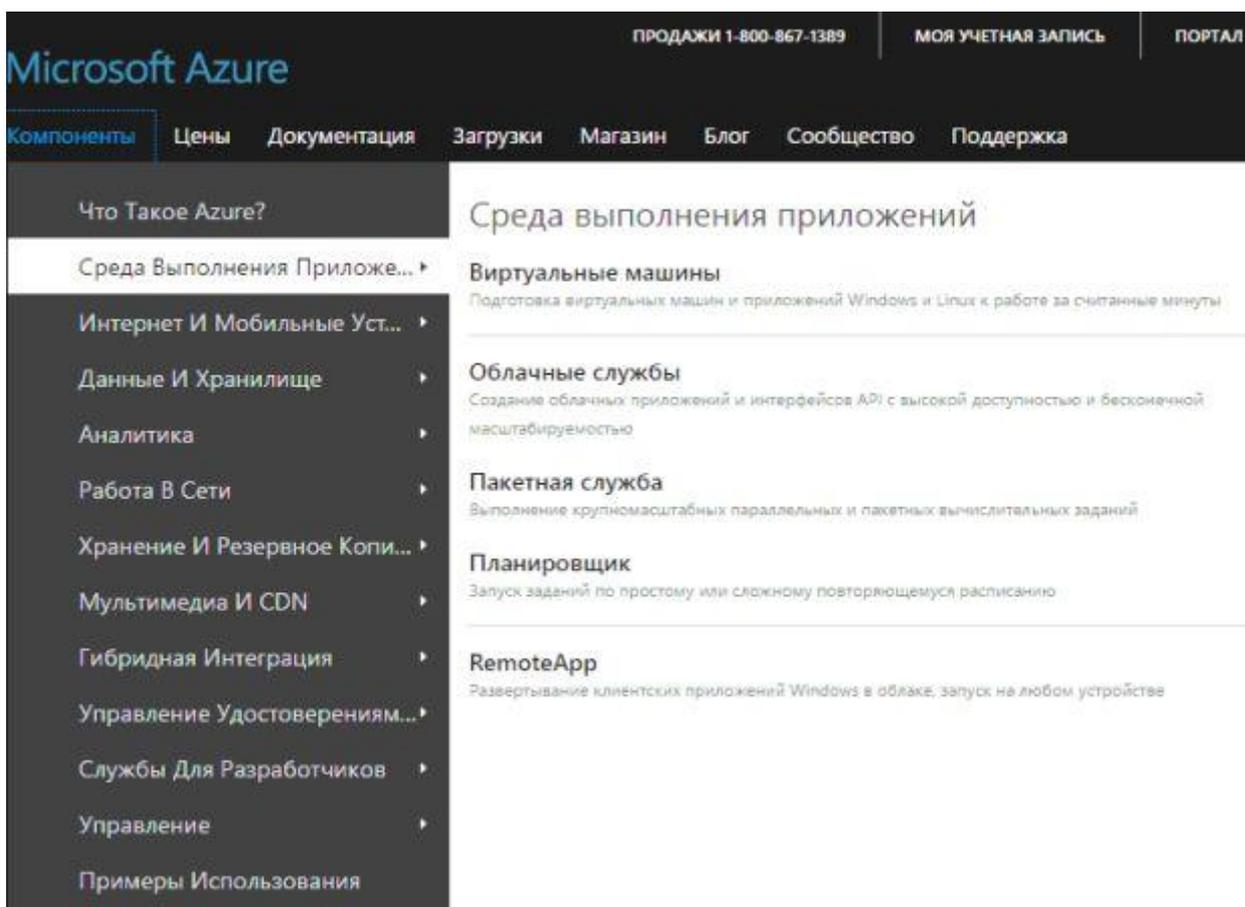 ПРОДАЖИ 1-800-867-1389
МОЯ УЧЕТНАЯ ЗАПИСЬ
ПОРТАЛ
Microsoft Azure
Компоненты
Цены
Документация
Загрузки
Магазин
Блог
Сообщество
Поддержка
Что Такое Azure?
Среда Выполнения Приложе...
Интернет И Мобильные Уст...
Данные И Хранилище
Аналитика
Работа В Сети
Хранение И Резервное Копи...
Мультимедиа И CDN
Гибридная Интеграция
Управление Удостоверениям...
Службы Для Разработчиков
Управление
Примеры Использования
Среда выполнения приложений
Виртуальные машины
Подготовка виртуальных машин и приложений Windows и Linux к работе за считанные минуты
Облачные службы
Создание облачных приложений и интерфейсов API с высокой доступностью и бесконечной
масштабируемостью
Пакетная служба
Выполнение крупномасштабных параллельных и пакетных вычислительных заданий
Планировщик
Запуск заданий по простому или сложному повторяющемуся расписанию
RemoteApp
Развертывание клиентских приложений Windows в облаке, запуск на любом устройстве